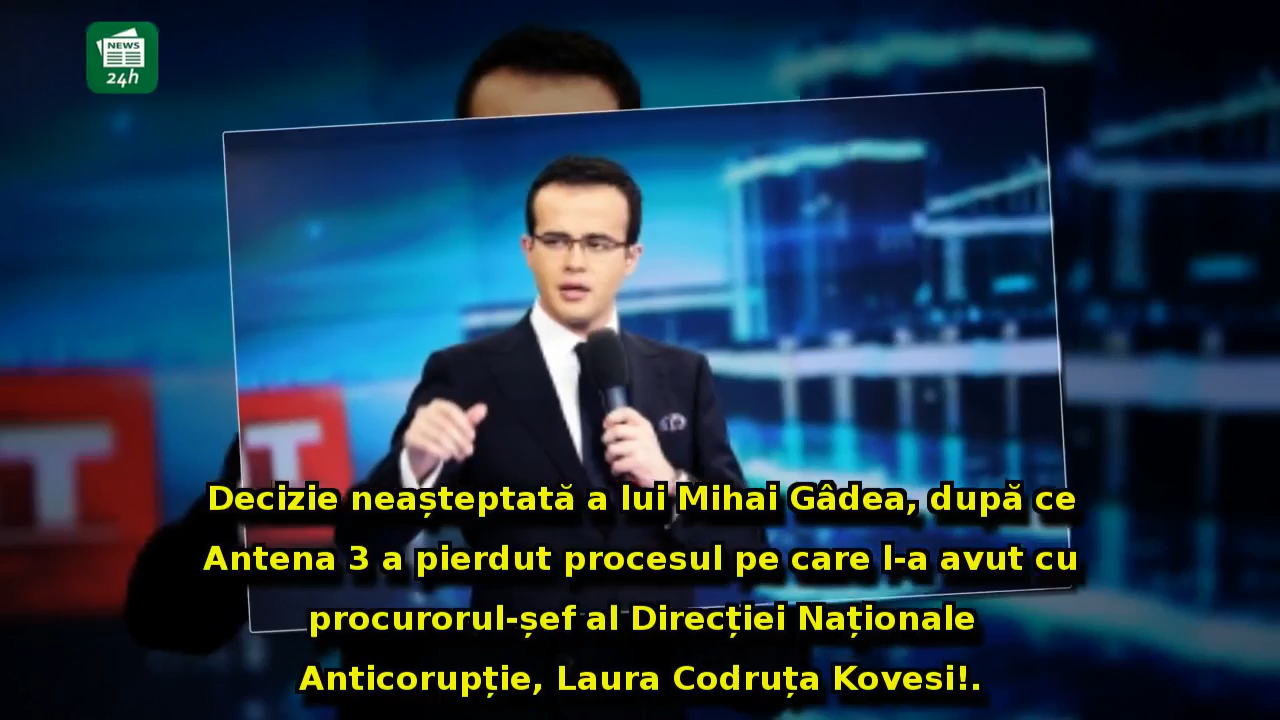 NEWS
24h
T
T
Decizie neașteptată a lui Mihai Gâdea, după ce
Antena 3 a pierdut procesul pe care l-a avut cu
procurorul-șef al Direcției Naționale
Anticorupție, Laura Codruța Kovesi!.